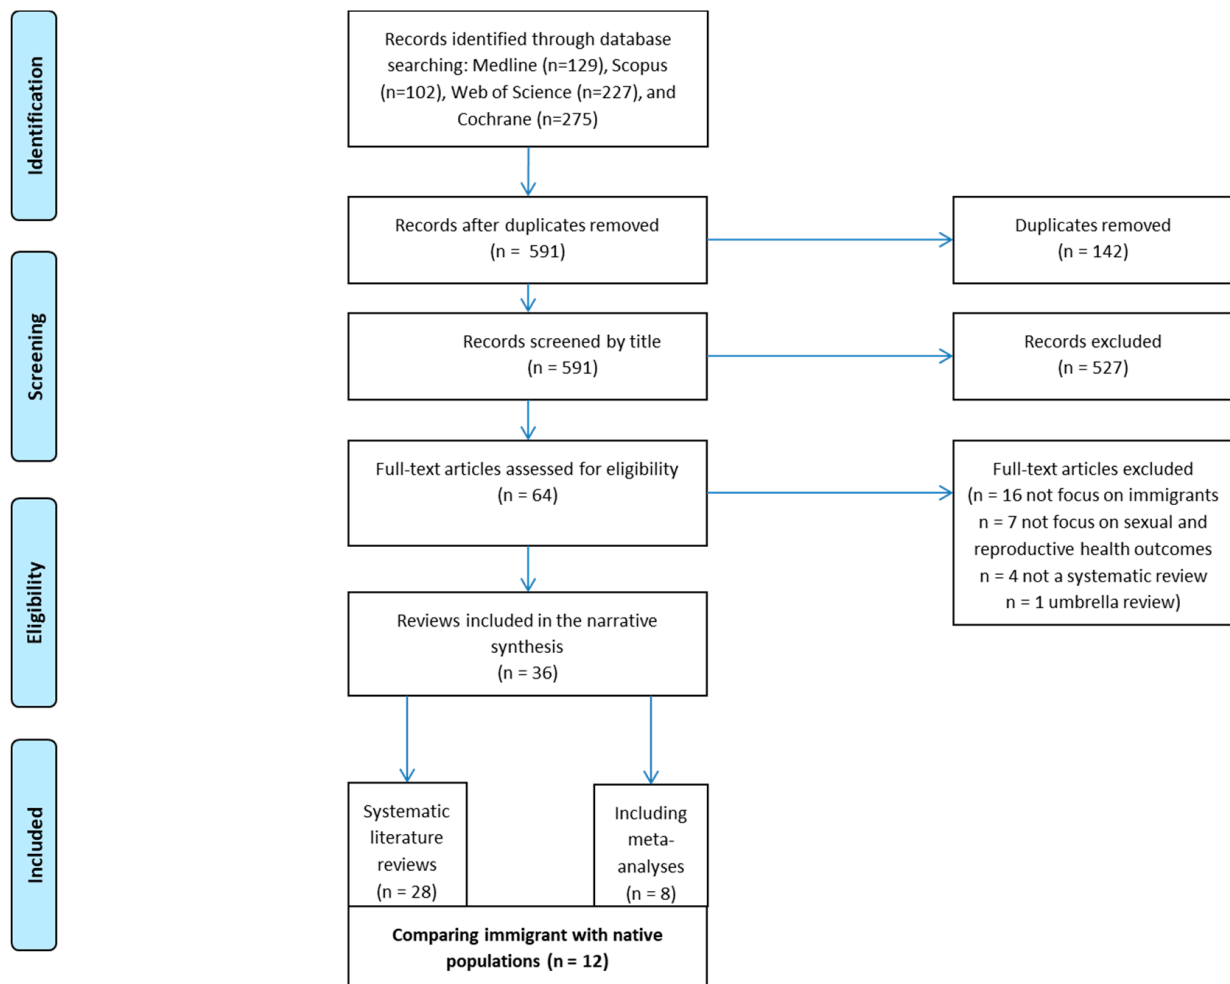 Identification
Records identified through database
searching: Medline (n=129), Scopus
(n=102), Web of Science (n=227), and
Cochrane (n=275)
Records after duplicates removed
(n =  591)
Duplicates removed
(n = 142)
Screening
Records screened by title
(n = 591)
Records excluded
(n = 527)
Full-text articles assessed for eligibility
(n = 64)
Full-text articles excluded
(n = 16 not focus on immigrants
n = 7 not focus on sexual and
reproductive health outcomes
n = 4 not a systematic review
n = 1 umbrella review)
Eligibility
Reviews included in the narrative
synthesis
(n = 36)
Included
Systematic
literature
reviews
(n = 28)
Including
meta-
analyses
(n = 8)
Comparing immigrant with native
populations (n = 12)